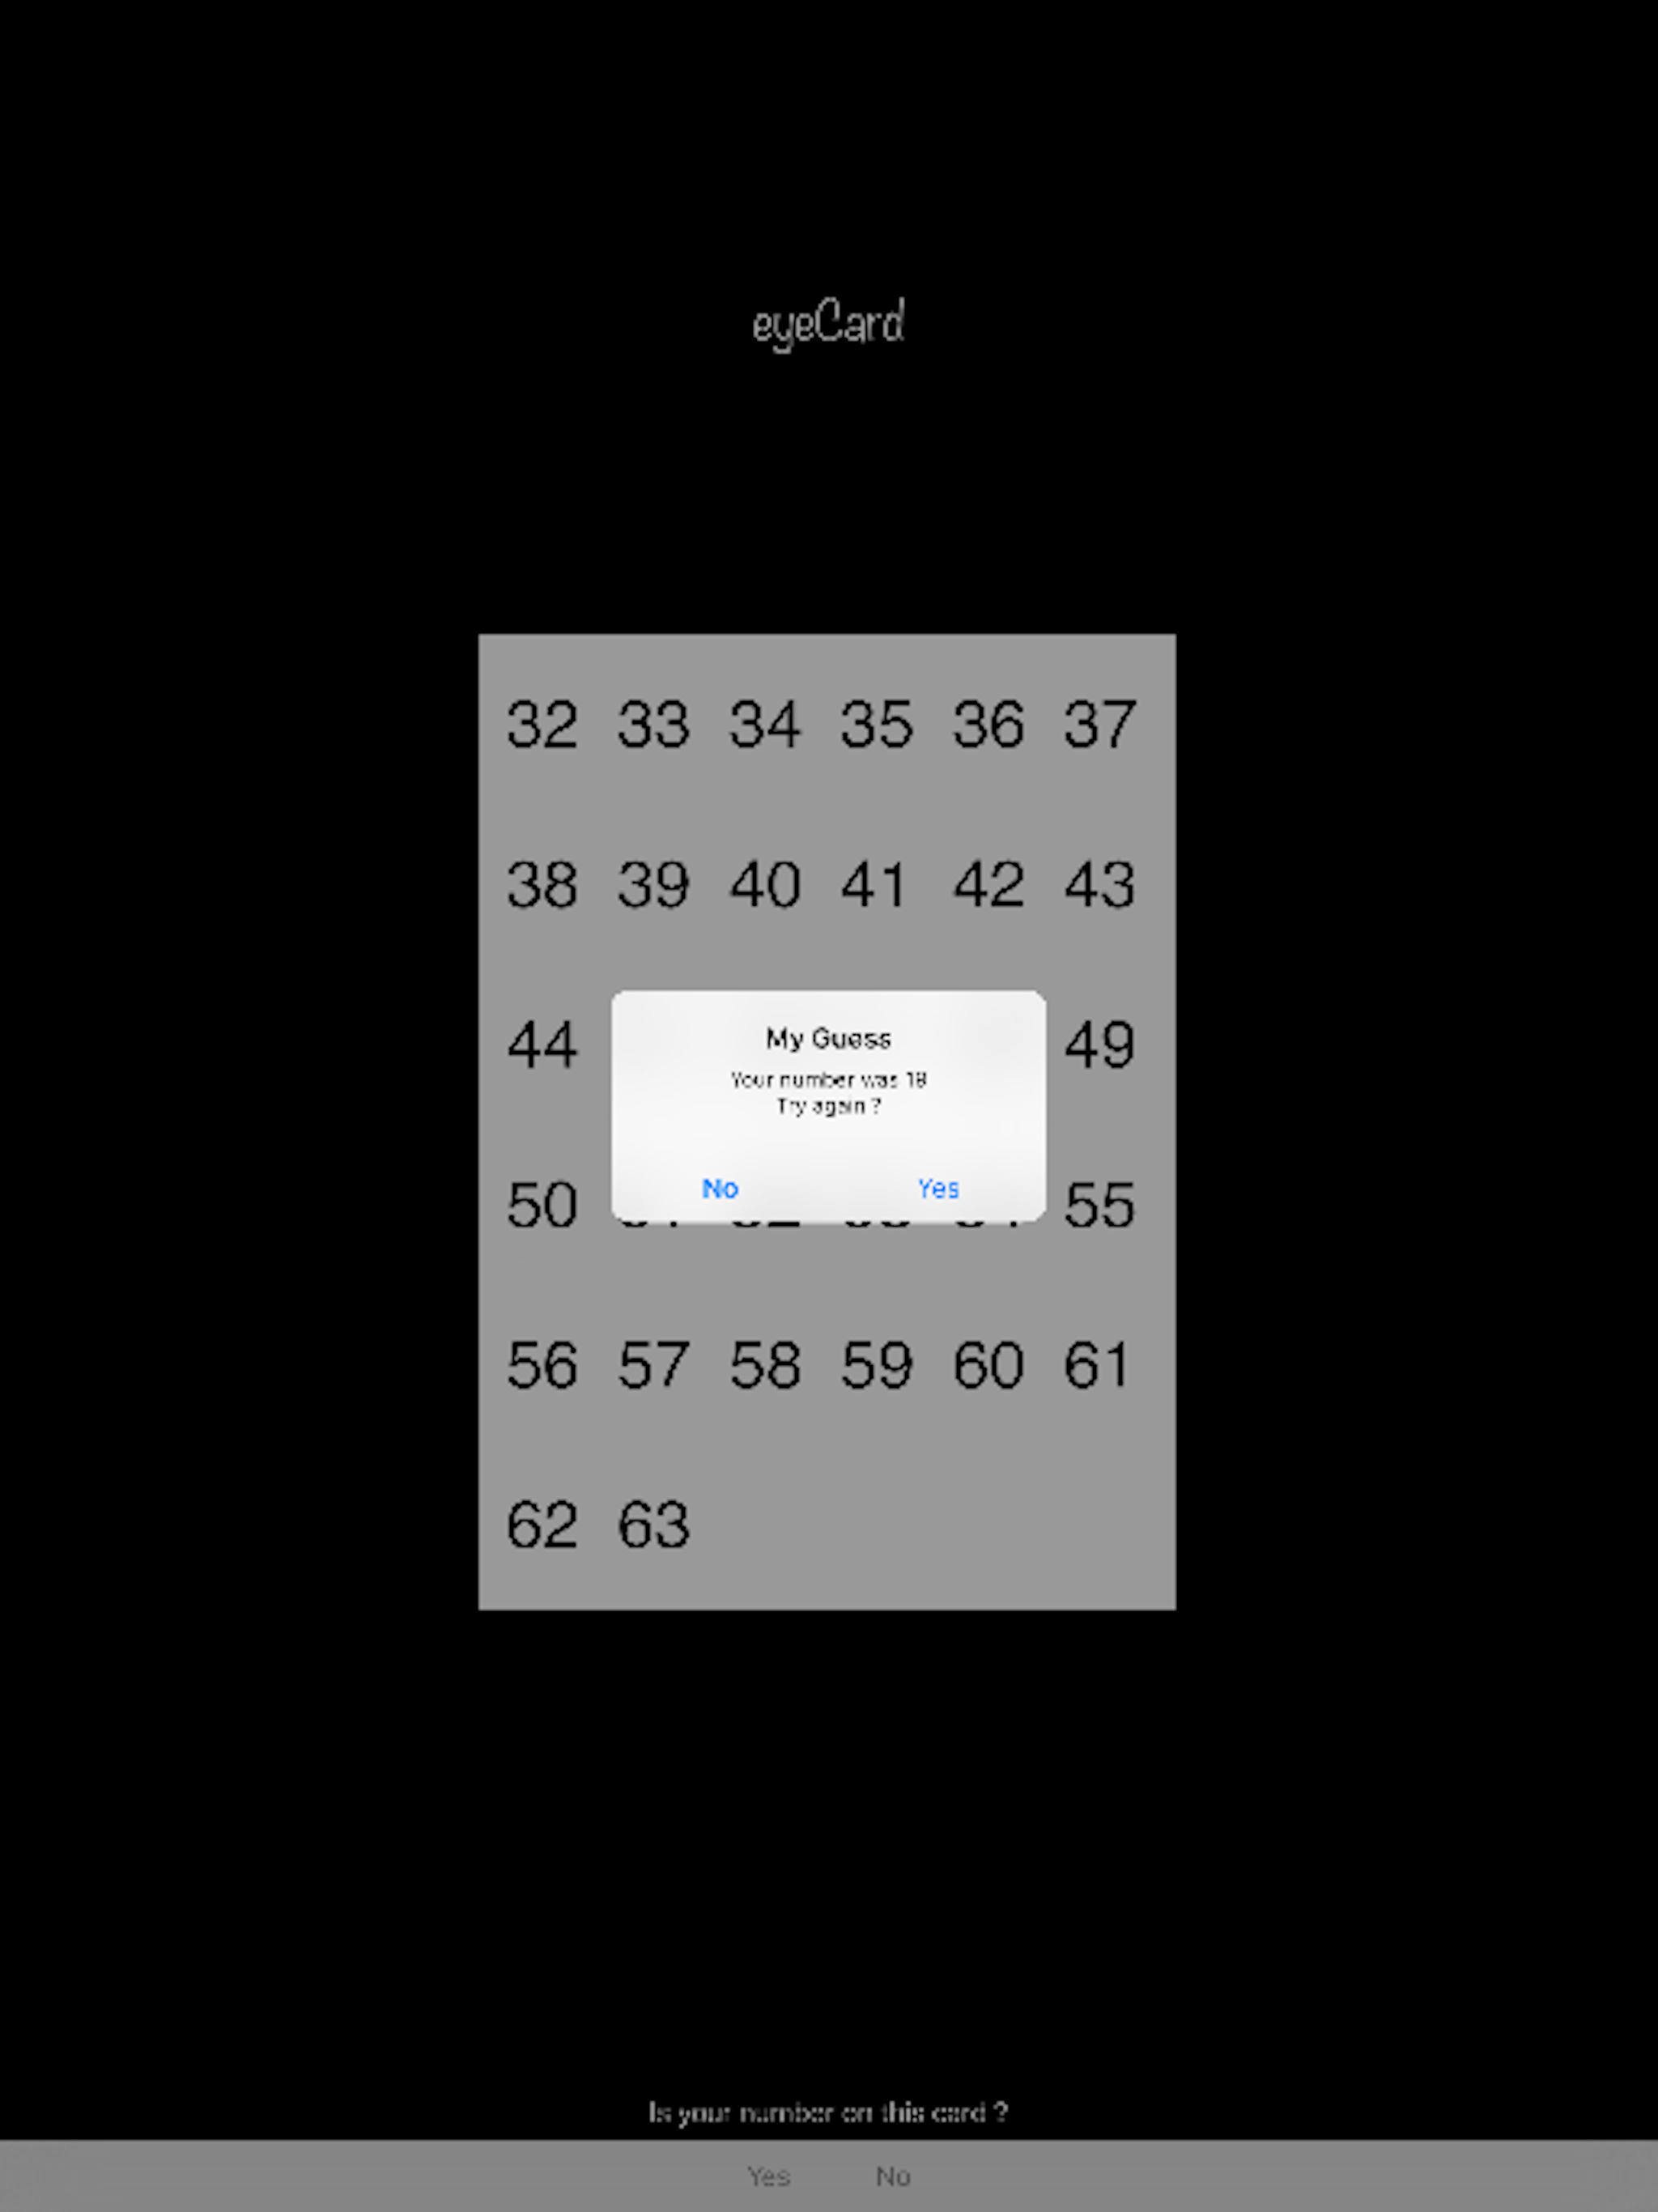 eyeCard
32 33 34 35 36 37
38 39 40 41 42 43
44 49
My Guess
Your number was
Try again ?
No Yes
50 55
56 57 58 59 60 61
62 63
Is your number on this card ?
Yes No